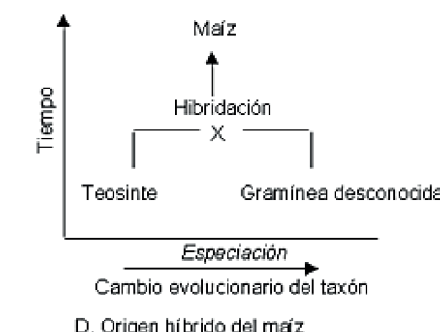 Maíz
Hibridación
X
Tiempo
Teosinte
Gramínea desconocida
Especiación
Cambio evolucionario del taxón
D. Origen híbrido del maíz